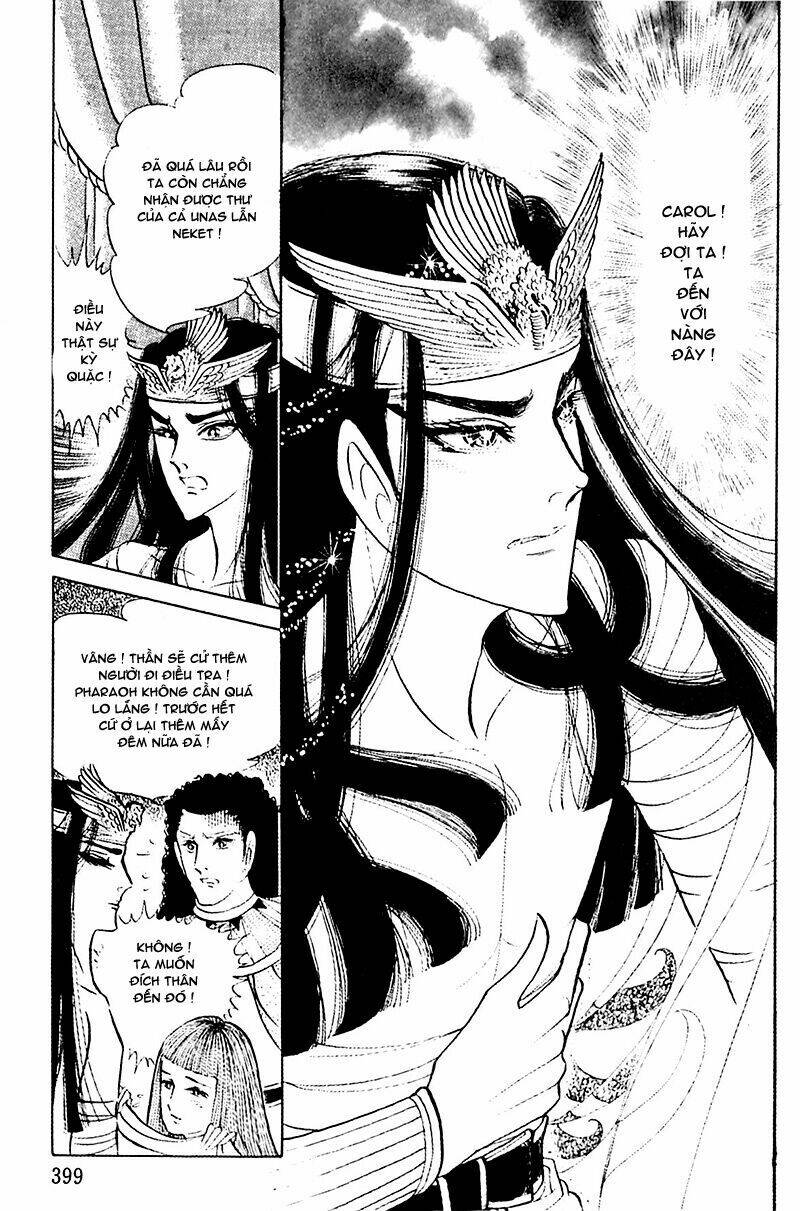 CAROL !
HÃY
ĐỢI TA !
TA
ĐẾN
VỚI
NÀNG
ĐÂY !
ĐÃ QUÁ LÂU RỒI
TA CÒN CHẲNG
NHẬN ĐƯỢC THƯ
CỦA CẢ UNAS LẪN
NEKET !
ĐIỀU
NÀY
THẬT SỰ
KỲ
QUẶC !
VÂNG ! THẦN SẼ CỬ THÊM
NGƯỜI ĐI ĐIỀU TRA !
PHARAOH KHÔNG CẦN QUÁ
LO LẮNG ! TRƯỚC HẾT
CỨ Ở LẠI THÊM MẤY
ĐÊM NỮA ĐÃ !
KHÔNG !
TA MUỐN
ĐÍCH THÂN
ĐẾN ĐÓ !
399